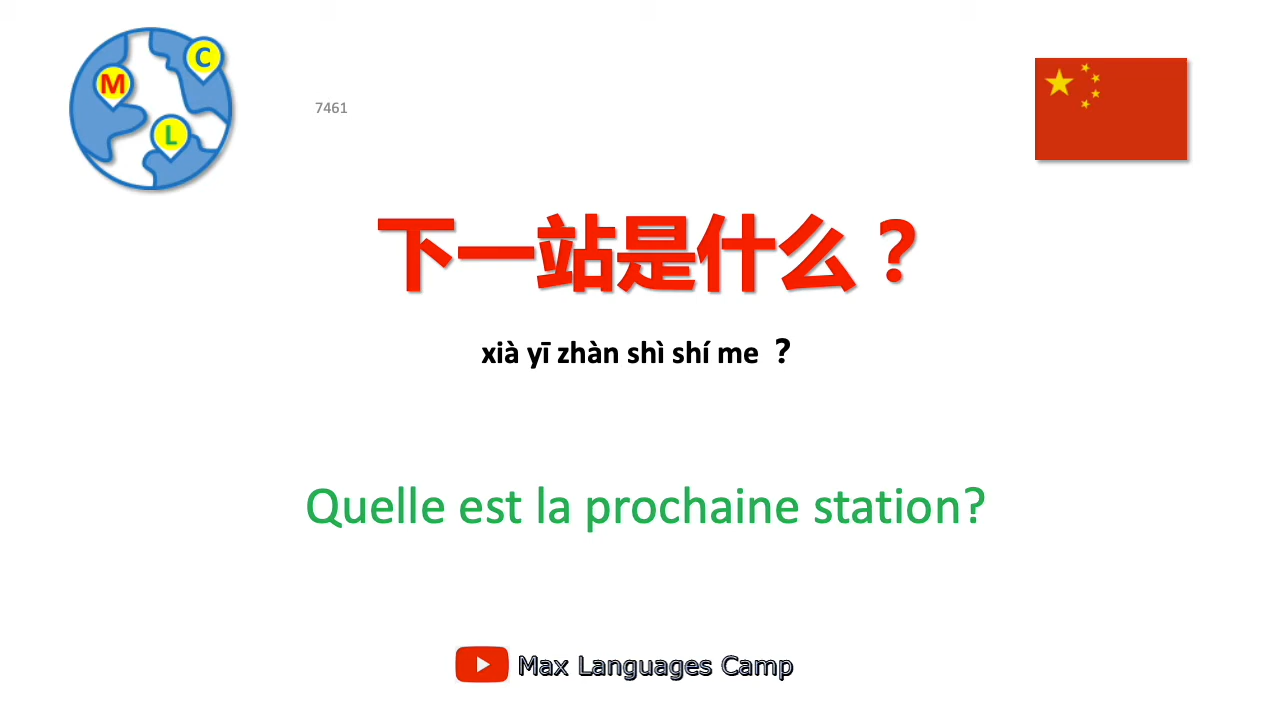 C
M
L
7461
下一站是什么？
xià yī zhàn shì shí me ？
Quelle est la prochaine station?
Max Languages Camp